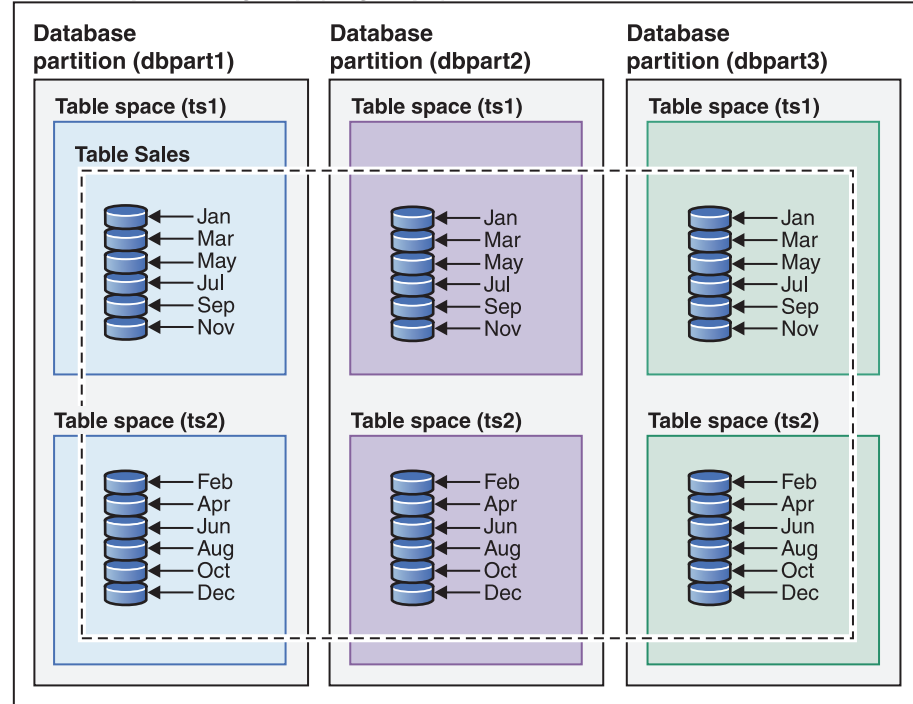 Database
partition (dbpart1)
Table space (ts1)
Table Sales
Jan
Mar
May
Jul
Sep
Nov
Table space (ts2)
Feb
Apr
Jun
Aug
Oct
Dec
Database
partition (dbpart2)
Table space (ts1)
Jan
Mar
May
Jul
Sep
Nov
Table space (ts2)
Feb
Apr
Jun
Aug
Oct
Dec
Database
partition (dbpart3)
Table space (ts1)
Jan
Mar
May
Jul
Sep
Nov
Table space (ts2)
Feb
Apr
Jun
Aug
Oct
Dec